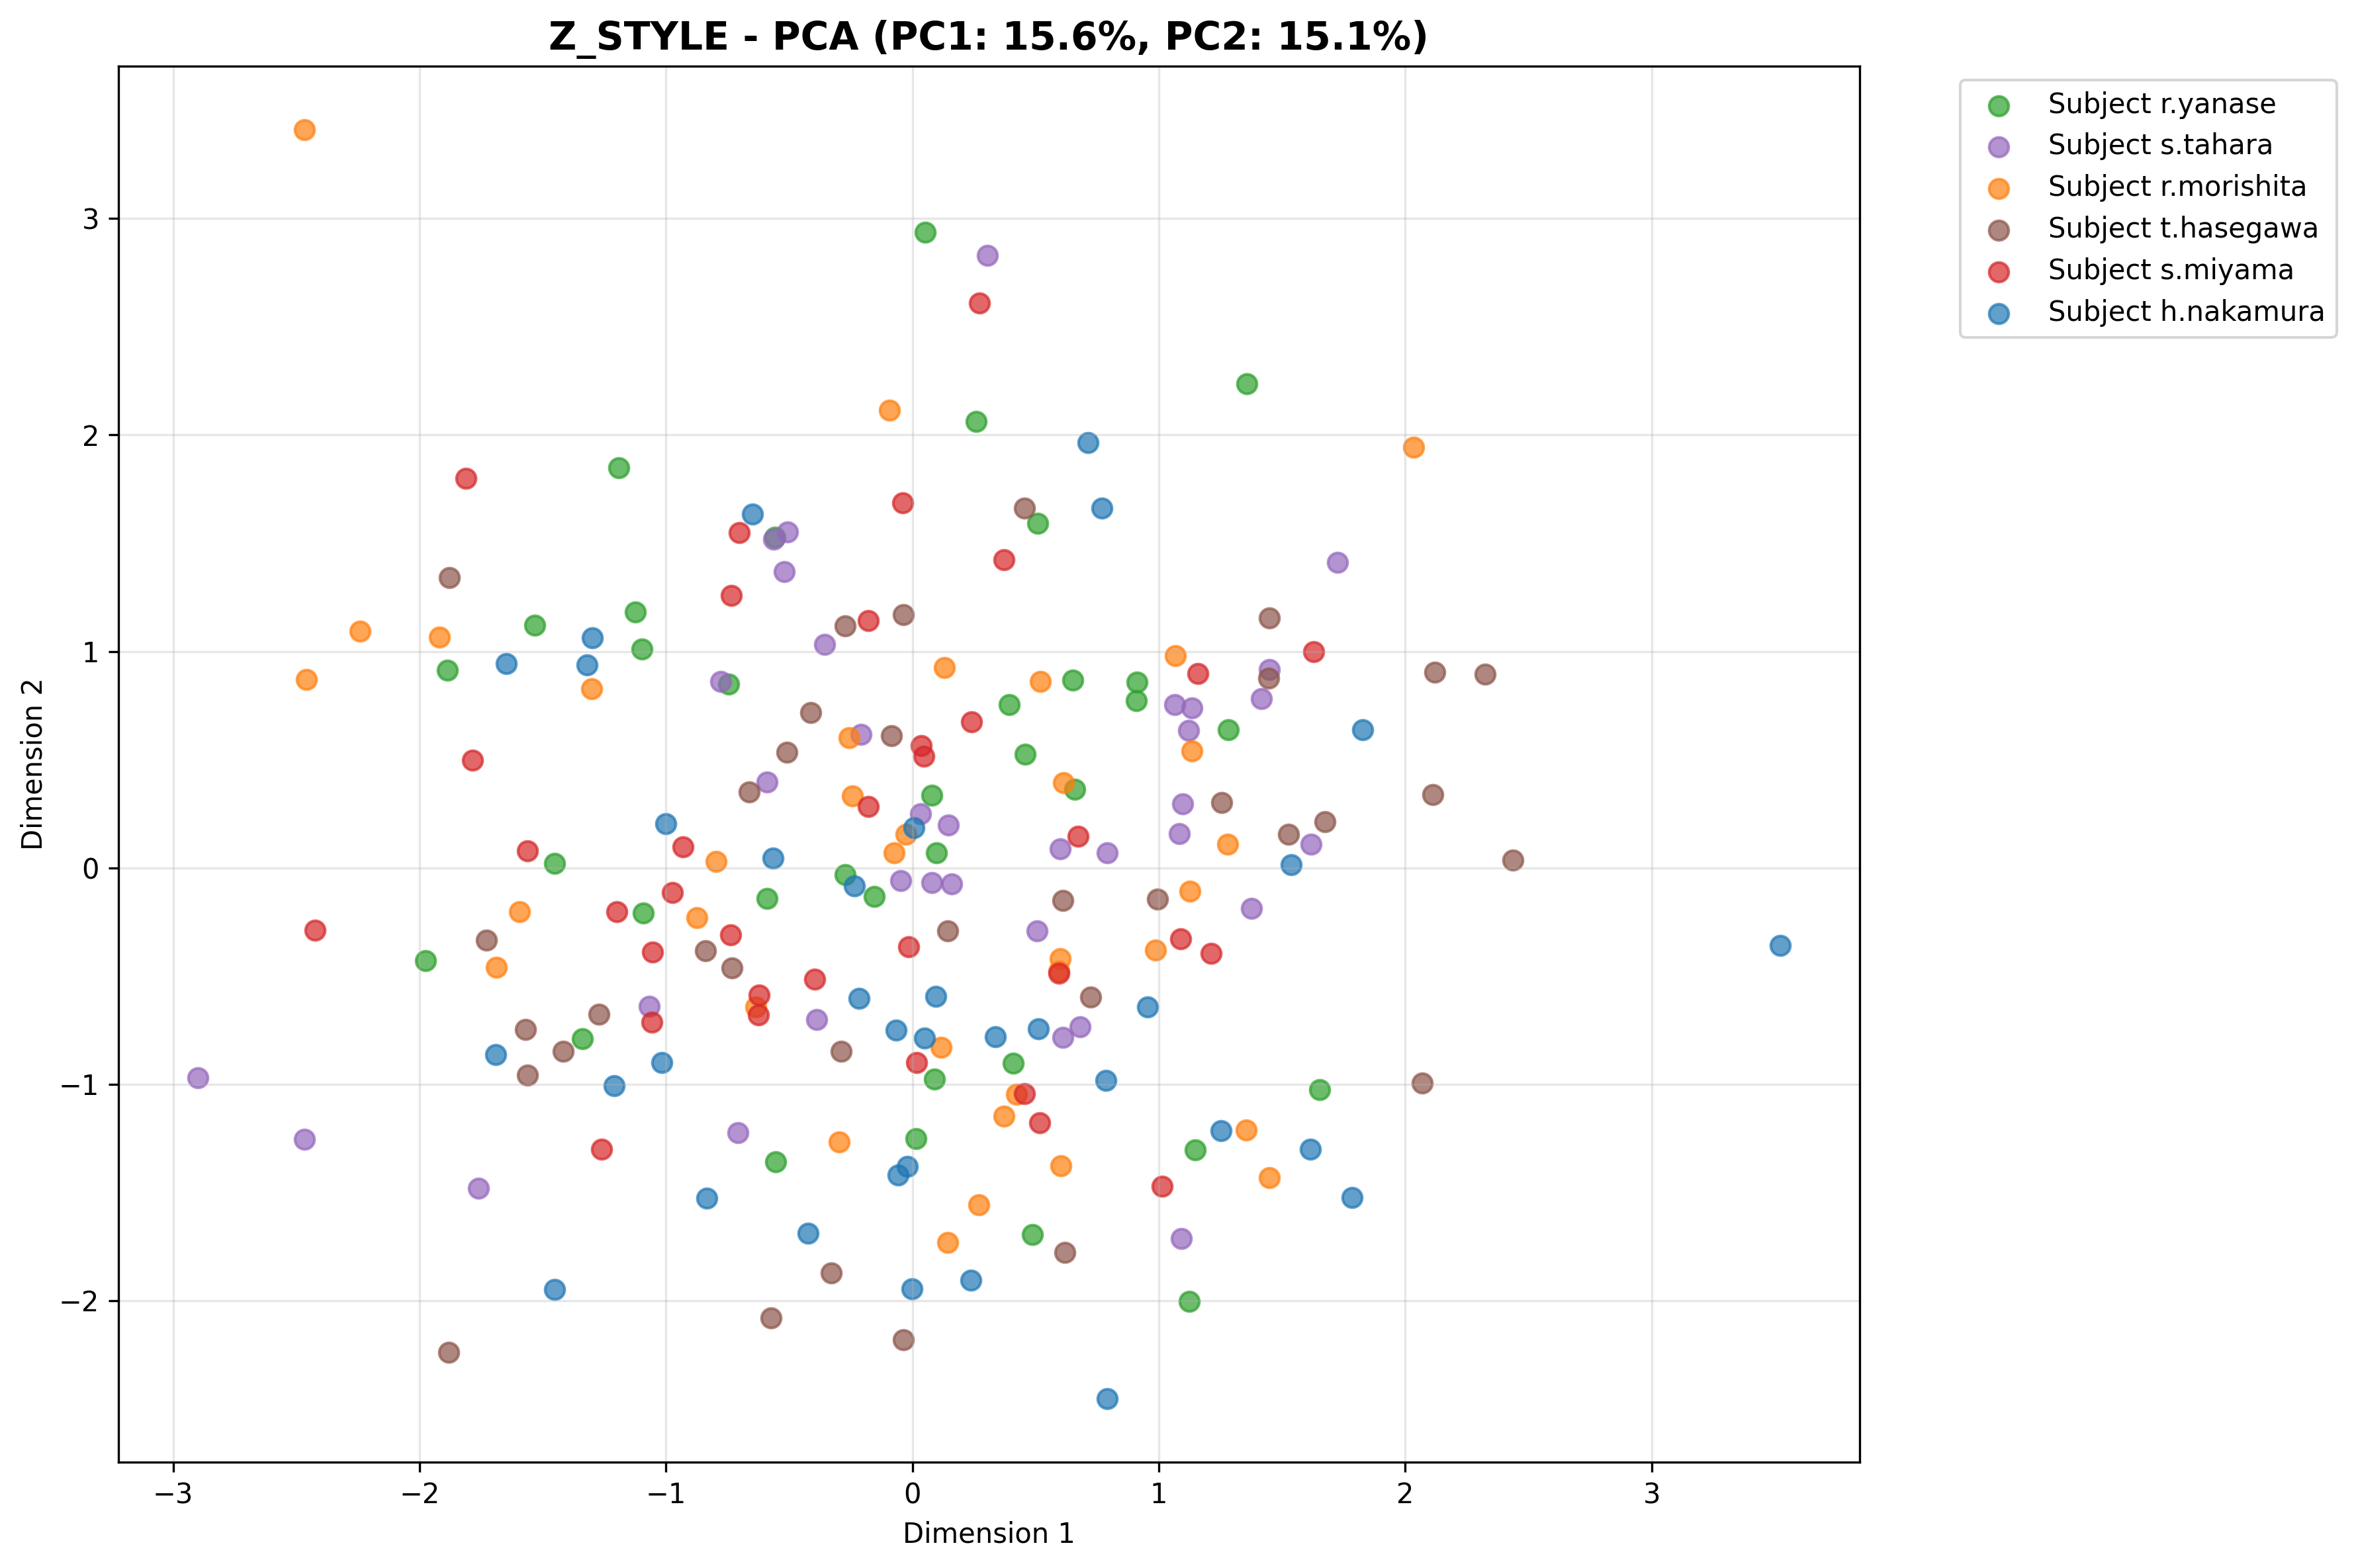 Z_STYLE - PCA (PC1: 15.6%, PC2: 15.1%)
Subject r.yanase
Subject s.tahara
Subject r.morishita
Subject t.hasegawa
Subject s.miyama
Subject h.nakamura
Dimension 2
3
2
1
0
−1
−2
−3
−2
−1
0
1
2
3
Dimension 1